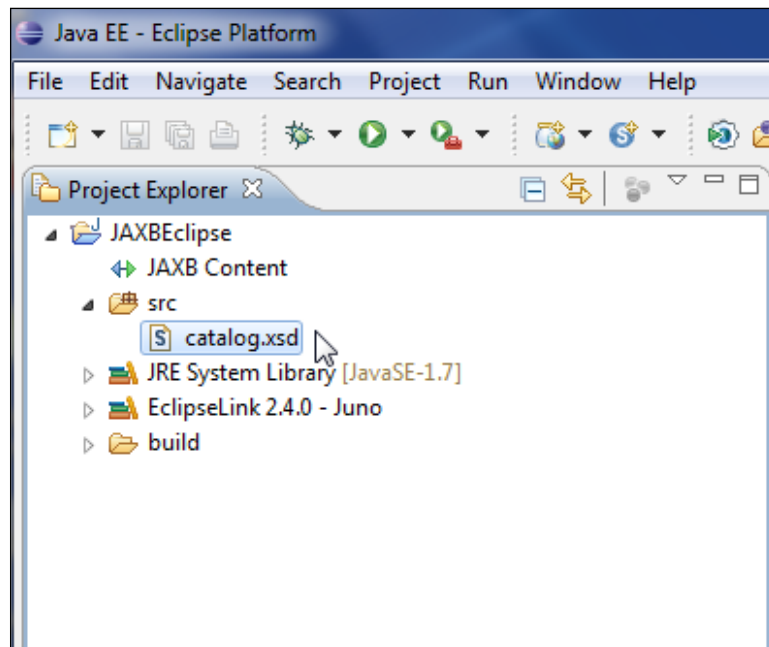 Java EE - Eclipse Platform
File Edit Navigate Search Project Run Window Help
Project Explorer
JAXBEclipse
JAXB Content
src
S catalog.xsd
JRE System Library [JavaSE-1.7]
EclipseLink 2.4.0 - Juno
build